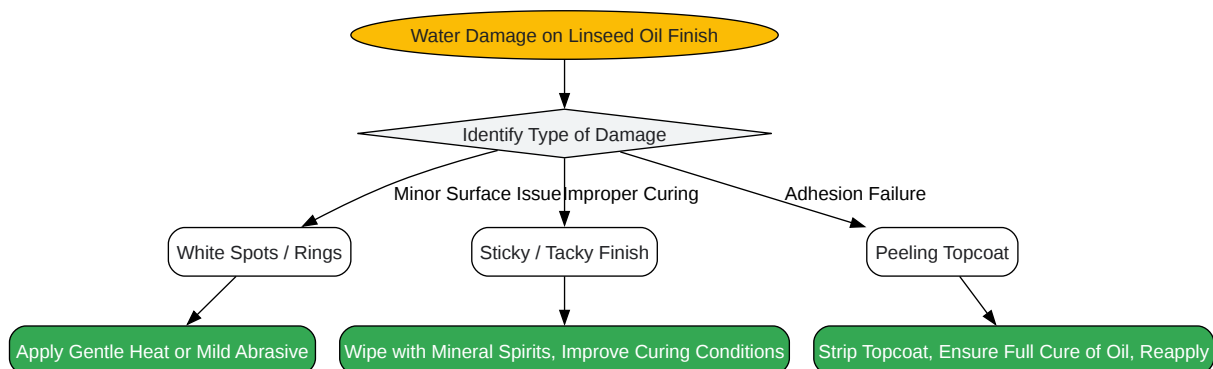 Water Damage on Linseed Oil Finish
Identify Type of Damage
Minor Surface Issue
Improper Curing
Adhesion Failure
White Spots / Rings
Sticky / Tacky Finish
Peeling Topcoat
Apply Gentle Heat or Mild Abrasive
Wipe with Mineral Spirits, Improve Curing Conditions
Strip Topcoat, Ensure Full Cure of Oil, Reapply